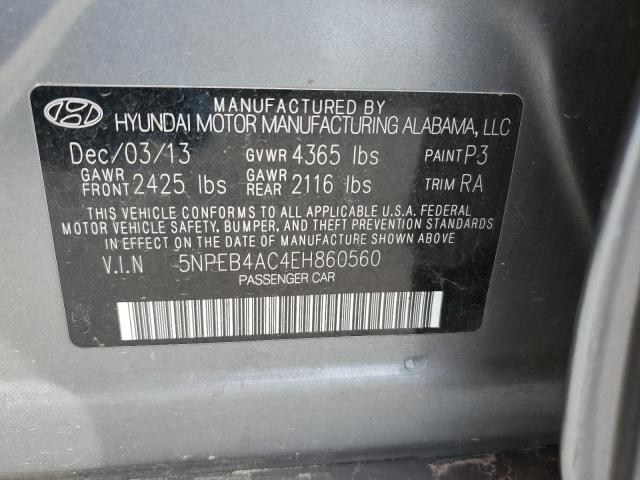 MANUFACTURED BY
HYUNDAI MOTOR MANUFACTURING ALABAMA, LLC
Dec/03/13 GVWR 4365 lbs PAINT P3
GAWR FRONT 2425 lbs GAWR REAR 2116 lbs TRIM RA
THIS VEHICLE CONFORMS TO ALL APPLICABLE U.S.A. FEDERAL
MOTOR VEHICLE SAFETY, BUMPER, AND THEFT PREVENTION STANDARDS
IN EFFECT ON THE DATE OF MANUFACTURE SHOWN ABOVE
V.I.N 5NPEB4AC4EH860560
PASSENGER CAR